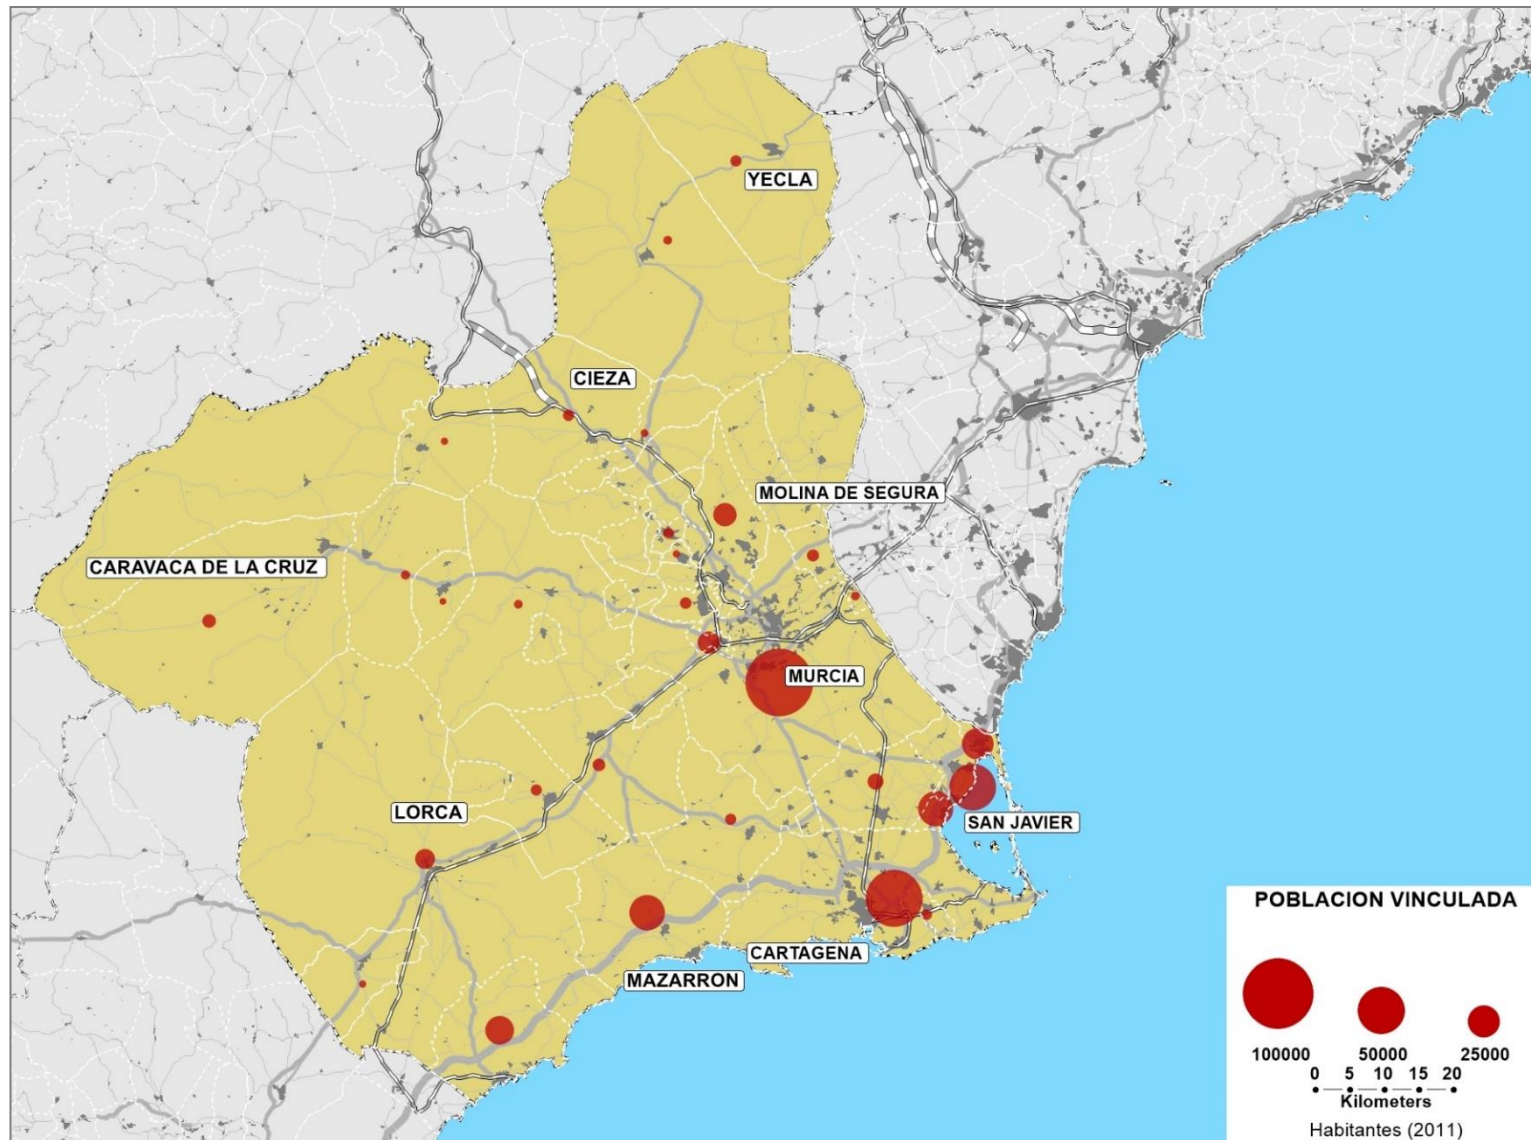 YECLA
CIEZA
MOLINA DE SEGURA
CARAVACA DE LA CRUZ
MURCIA
LORCA
SAN JAVIER
CARTAGENA
MAZARRON
POBLACION VINCULADA
100000 50000 25000
0 5 10 15 20
Kilometers
Habitantes (2011)